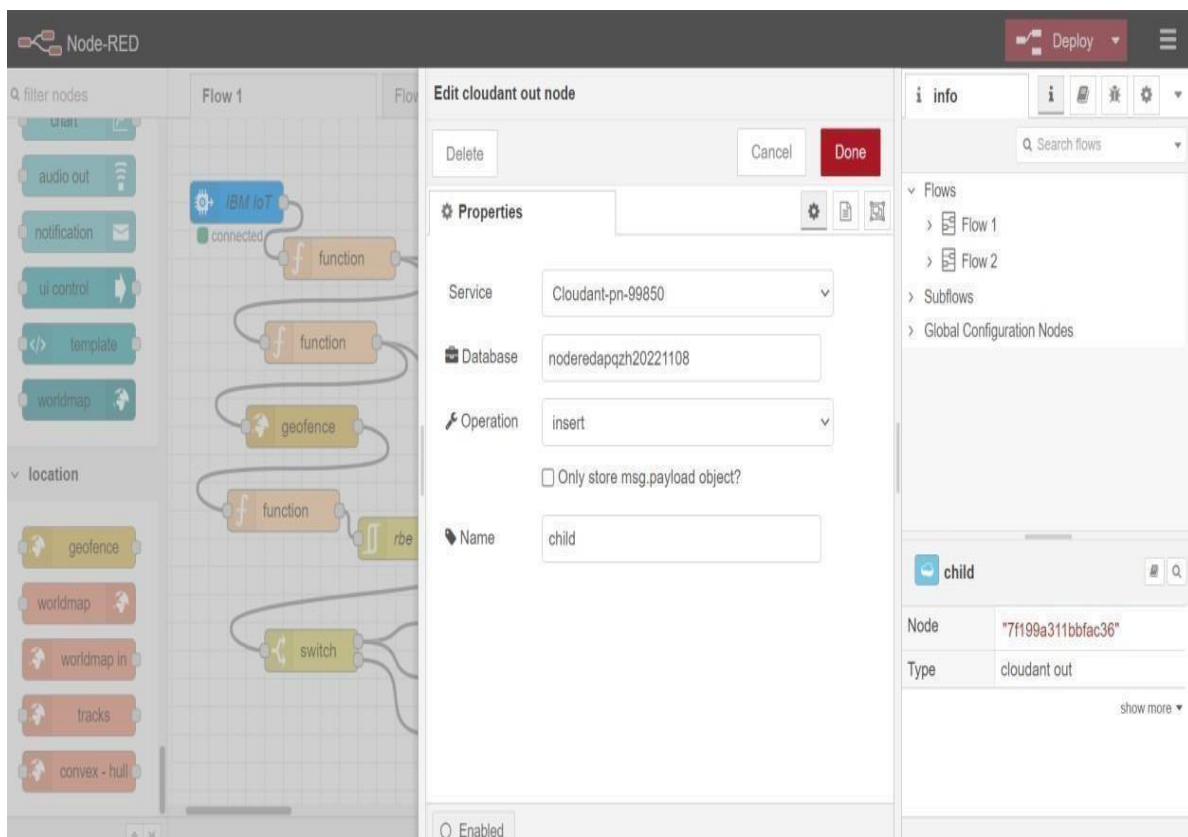 Node-RED
Deploy
filter nodes
Flow 1
Flow
Edit cloudant out node
i info
chart
Delete
Cancel
Done
Search flows
audio out
IBM IoT
Properties
Flows
connected
Flow 1
notification
function
Flow 2
ui control
Service
Cloudant-pn-99850
Subflows
function
Global Configuration Nodes
template
Database
noderedapqzh20221108
worldmap
geofence
Operation
insert
location
Only store msg.payload object?
function
rbe
Name
child
geofence
child
worldmap
Node
"7f199a311bbfac36"
switch
worldmap in
Type
cloudant out
show more
tracks
convex - hull
Enabled